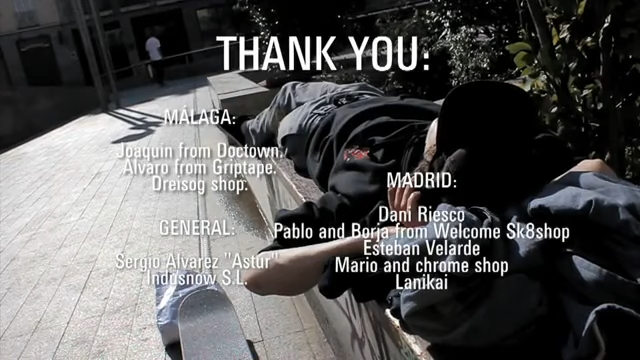 THANK YOU:
MÁLAGA:
Joaquin from Doctown.
Alvaro from Griptape.
Dreisog shop.
GENERAL:
Sergio Alvarez "Astur"
Indusnow S.L.
MADRID:
Dani Riesco
Pablo and Borja from Welcome Sk8shop
Esteban Velarde
Mario and chrome shop
Lanikai